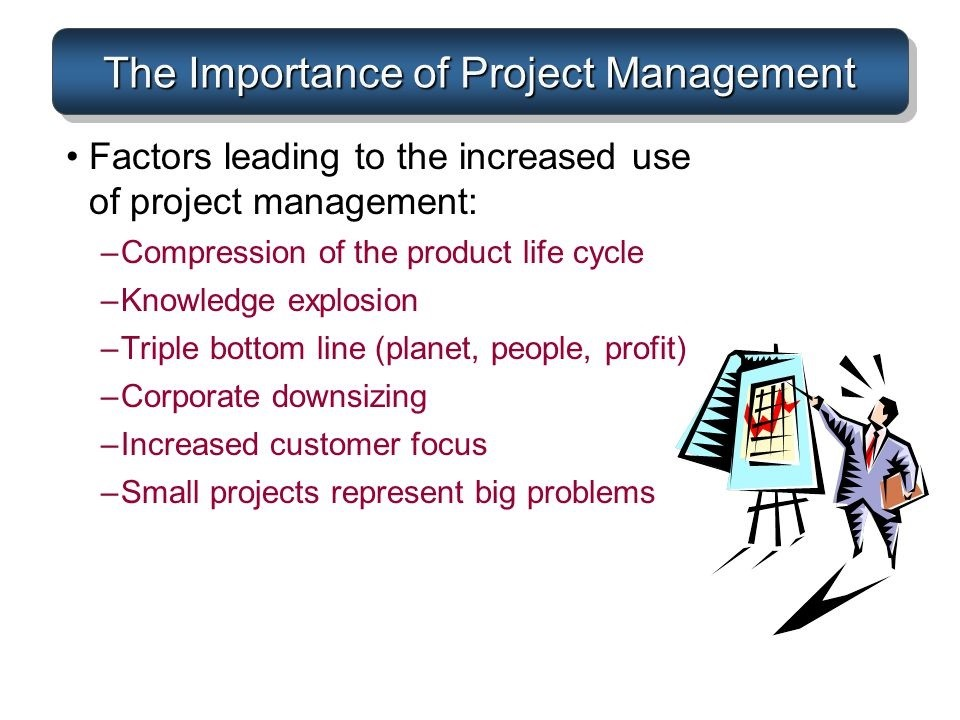 The Importance of Project Management
• Factors leading to the increased use
of project management:
–Compression of the product life cycle
–Knowledge explosion
–Triple bottom line (planet, people, profit)
–Corporate downsizing
–Increased customer focus
–Small projects represent big problems